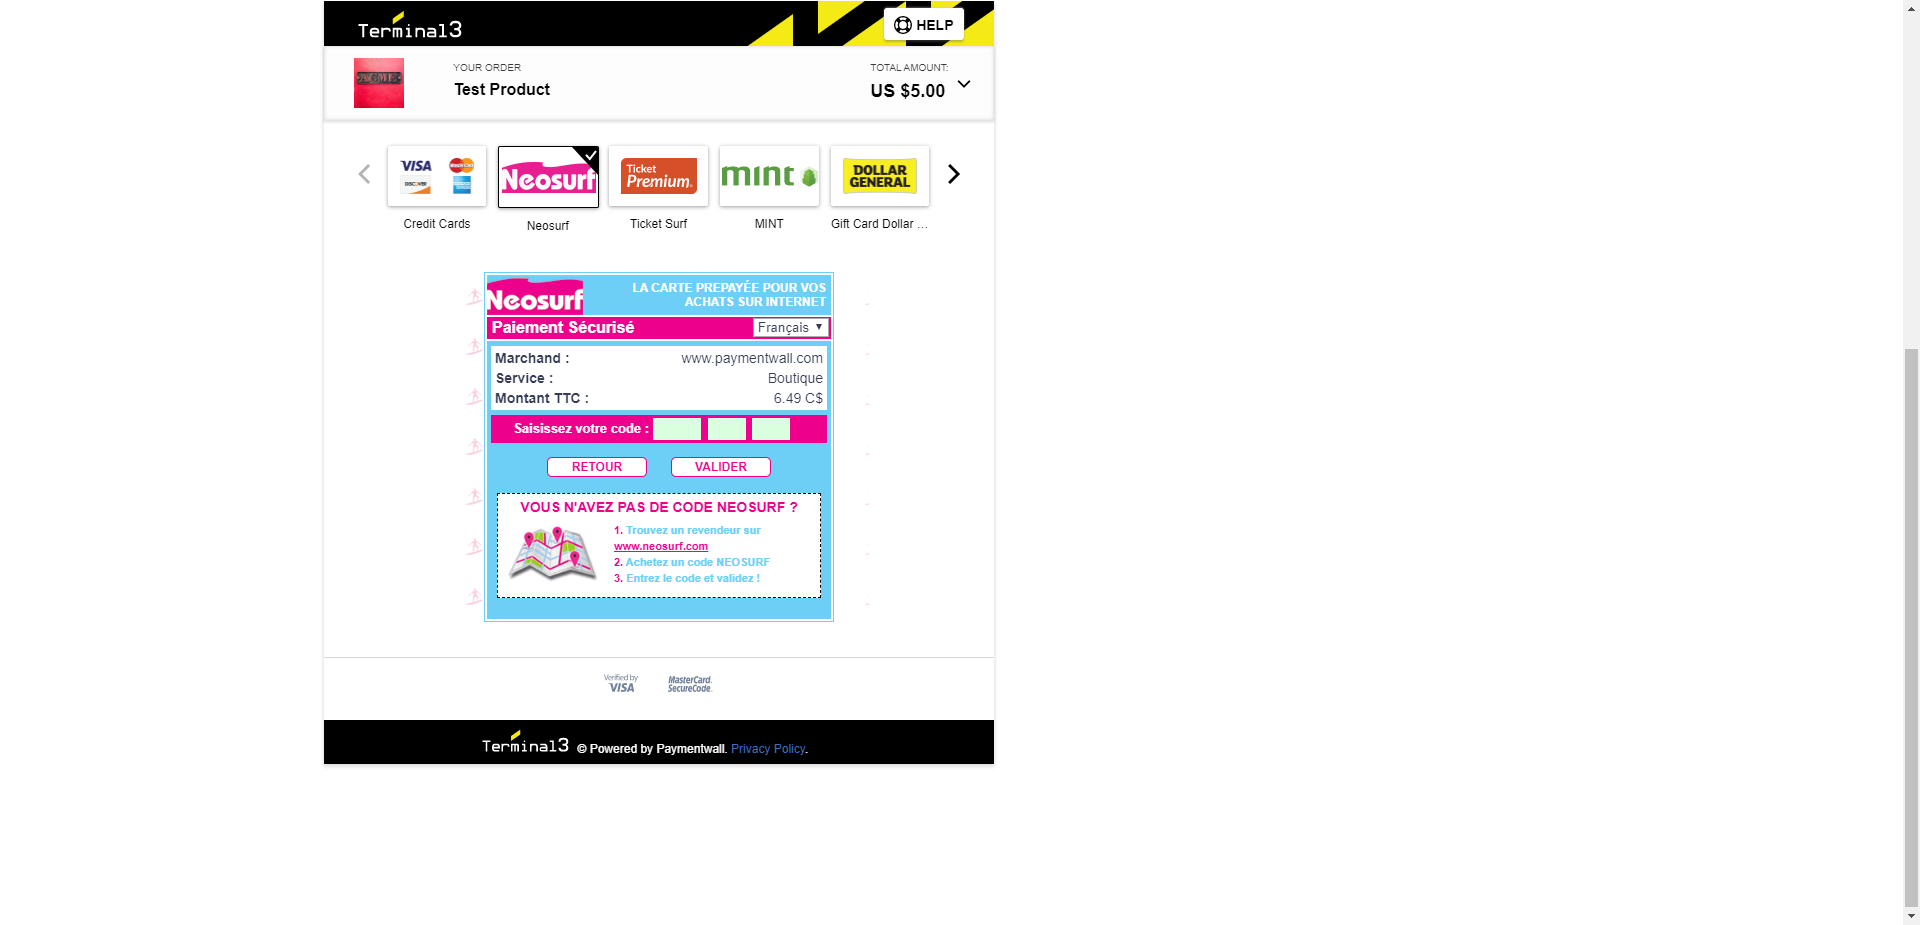 Terminal3
HELP
YOUR ORDER
Test Product
TOTAL AMOUNT:
US $5.00
VISA
DISCOVER
Neosurf
Ticket
Premium
mint
DOLLAR
GENERAL
Credit Cards
Neosurf
Ticket Surf
MINT
Gift Card Dollar ...
Neosurf
LA CARTE PREPAYÉE POUR VOS
ACHATS SUR INTERNET
Paiement Sécurisé
Français
Marchand :
www.paymentwall.com
Service :
Boutique
Montant TTC :
6.49 C$
Saisissez votre code :
RETOUR
VALIDER
VOUS N'AVEZ PAS DE CODE NEOSURF ?
1. Trouvez un revendeur sur
www.neosurf.com
2. Achetez un code NEOSURF
3. Entrez le code et validez !
Verified by
VISA
MasterCard.
SecureCode.
Terminal3 © Powered by Paymentwall. Privacy Policy.